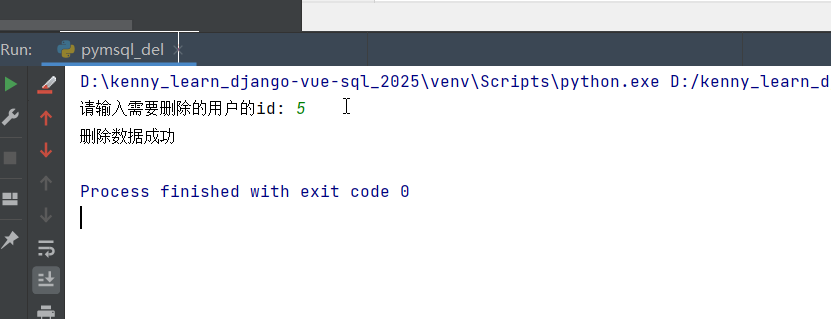 Run: pymsql_del
D:\kenny_learn_django-vue-sql_2025\venv\Scripts\python.exe D:/kenny_learn_d
请输入需要删除的用户的id: 5
删除数据成功
Process finished with exit code 0